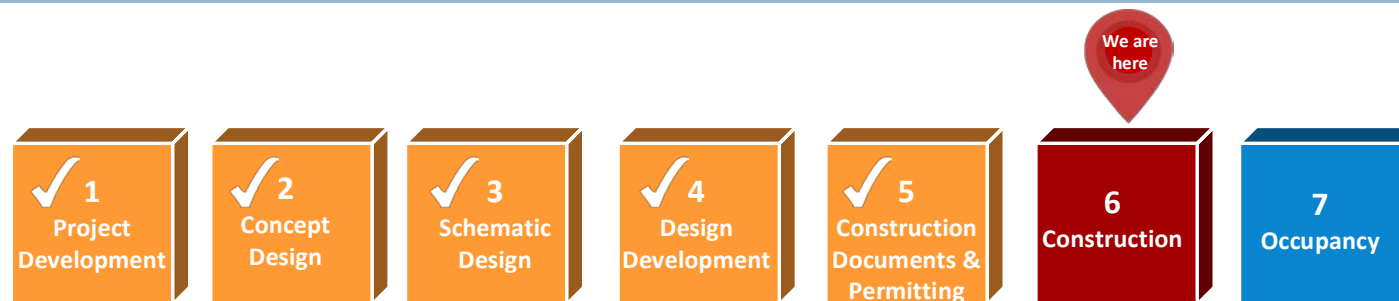 We are
here
1
Project
Development
2
Concept
Design
3
Schematic
Design
4
Design
Development
5
Construction
Documents &
Permitting
6
Construction
7
Occupancy